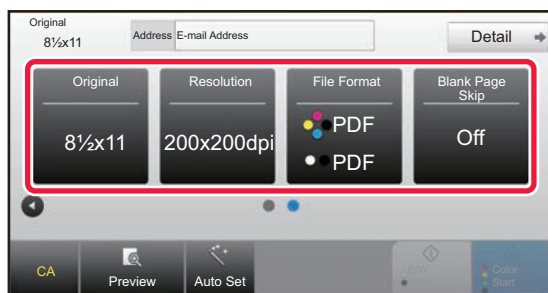 Original
8½x11
Address E-mail Address
Detail
Original
Resolution
File Format
Blank Page
Skip
8½x11
200x200dpi
PDF
PDF
Off
CA
Preview
Auto Set
B/W
Start
Color
Start